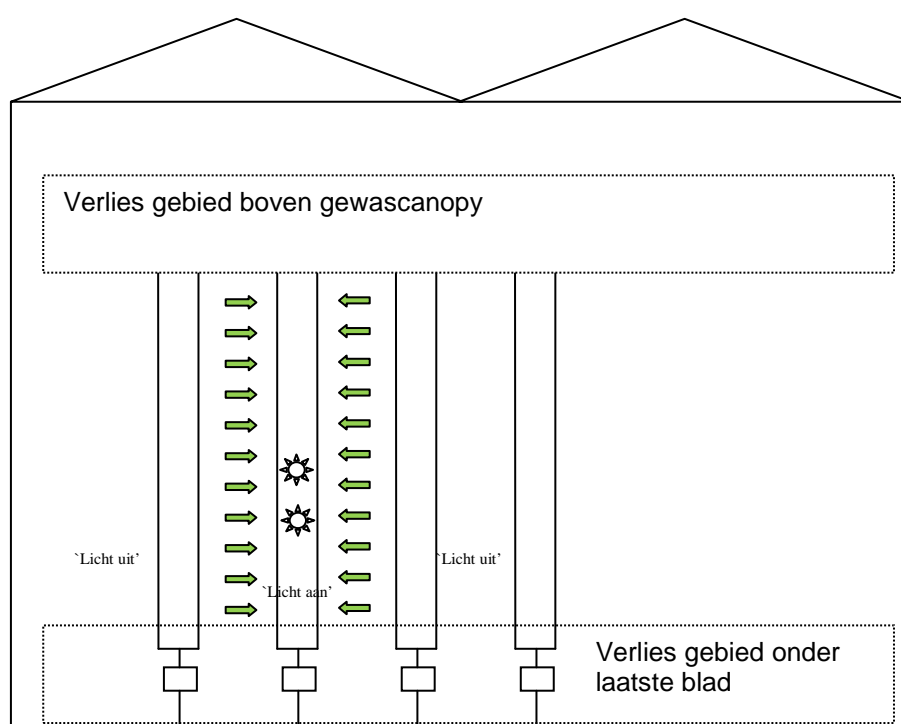 Verlies gebied boven gewascanopy
`Licht uit’
`Licht uit’
`Licht aan’
Verlies gebied onder
laatste blad